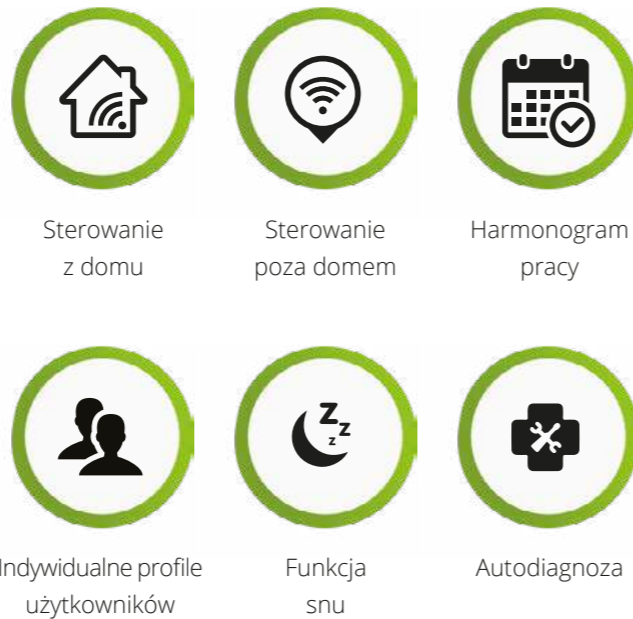 Sterowanie
z domu
Sterowanie
poza domem
Harmonogram
pracy
Indywidualne profile
użytkowników
Funkcja
snu
Autodiagnoza